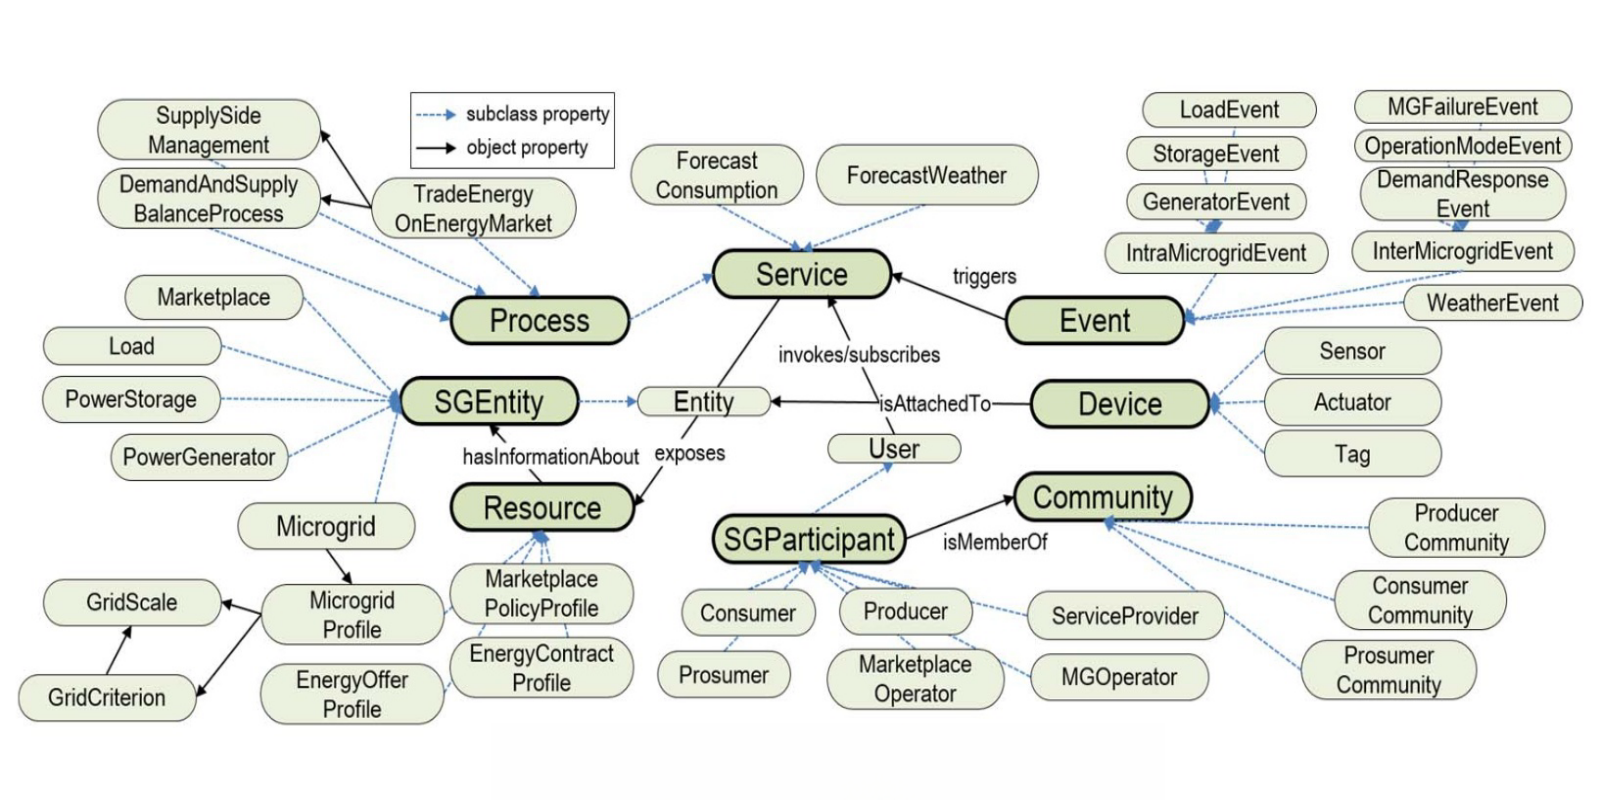 SupplySide
Management
DemandAndSupply
BalanceProcess
TradeEnergy
OnEnergyMarket
subclass property
object property
Forecast
Consumption
ForecastWeather
LoadEvent
StorageEvent
GeneratorEvent
IntraMicrogridEvent
MGFailureEvent
OperationModeEvent
DemandResponse
Event
InterMicrogridEvent
WeatherEvent
Marketplace
Load
PowerStorage
PowerGenerator
Process
Service
triggers
Event
invokes/subscribes
SGEntity
Entity
isAttachedTo
Device
Sensor
Actuator
Tag
hasInformationAbout
exposes
User
Resource
Community
SGParticipant
isMemberOf
Microgrid
GridScale
Microgrid
Profile
GridCriterion
EnergyOffer
Profile
Marketplace
PolicyProfile
EnergyContract
Profile
Consumer
Producer
ServiceProvider
Prosumer
Marketplace
Operator
MGOperator
Producer
Community
Consumer
Community
Prosumer
Community